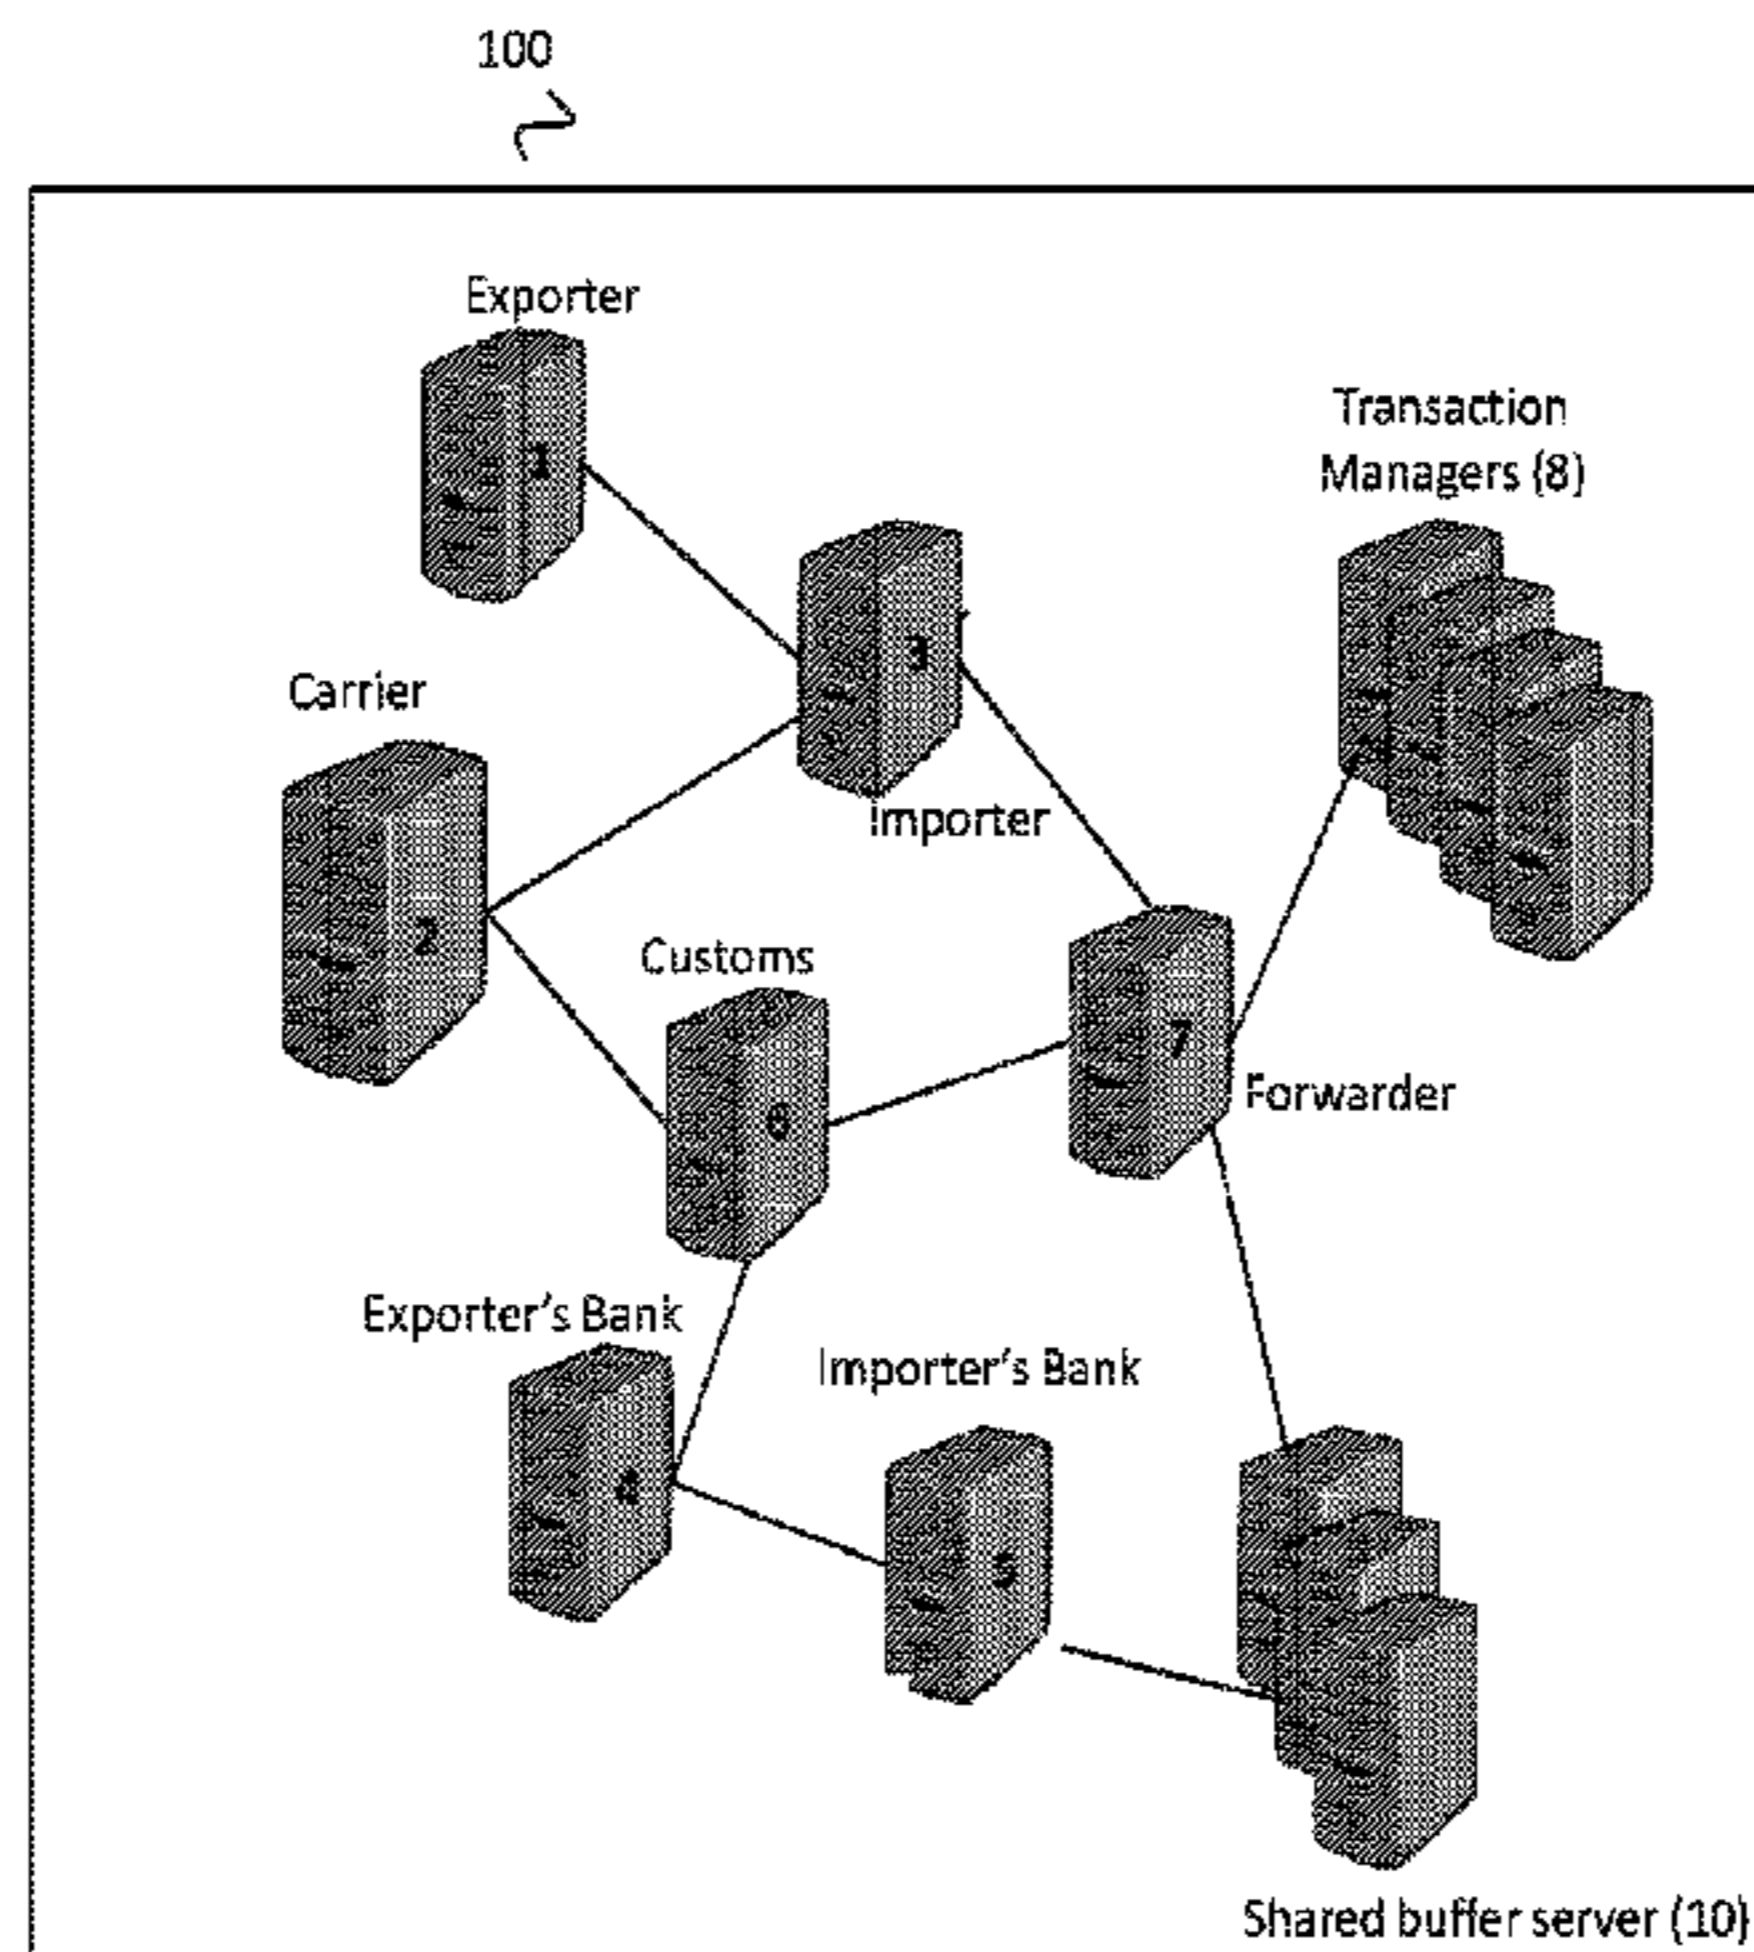 100
Exporter
1
Transaction
Managers (8)
3
Carrier
Importer
2
Customs
7
Forwarder
6
Exporter's Bank
Importer's Bank
4
5
Shared buffer server (10)